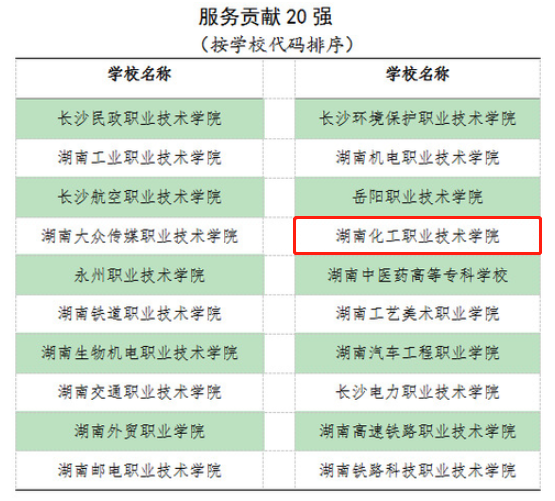 服务贡献 20 强
（按学校代码排序）
学校名称 学校名称
长沙民政职业技术学院 长沙环境保护职业技术学院
湖南工业职业技术学院 湖南机电职业技术学院
长沙航空职业技术学院 岳阳职业技术学院
湖南大众传媒职业技术学院 湖南化工职业技术学院
永州职业技术学院 湖南中医药高等专科学校
湖南铁道职业技术学院 湖南工艺美术职业学院
湖南生物机电职业技术学院 湖南汽车工程职业学院
湖南交通职业技术学院 长沙电力职业技术学院
湖南外贸职业学院 湖南高速铁路职业技术学院
湖南邮电职业技术学院 湖南铁路科技职业技术学院